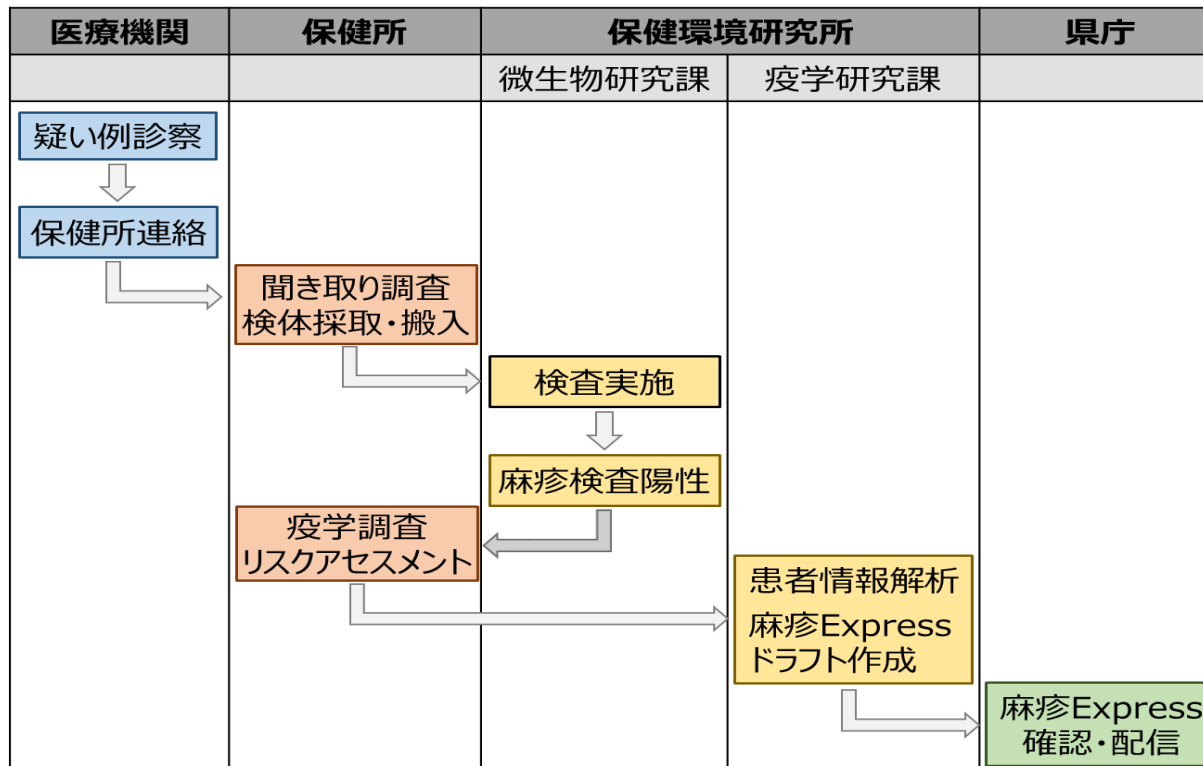 医療機関
保健所
保健環境研究所
県庁
微生物研究課
疫学研究課
疑い例診察
保健所連絡
聞き取り調査
検体採取・搬入
検査実施
麻疹検査陽性
疫学調査
リスクアセスメント
患者情報解析
麻疹Express
ドラフト作成
麻疹Express
確認・配信